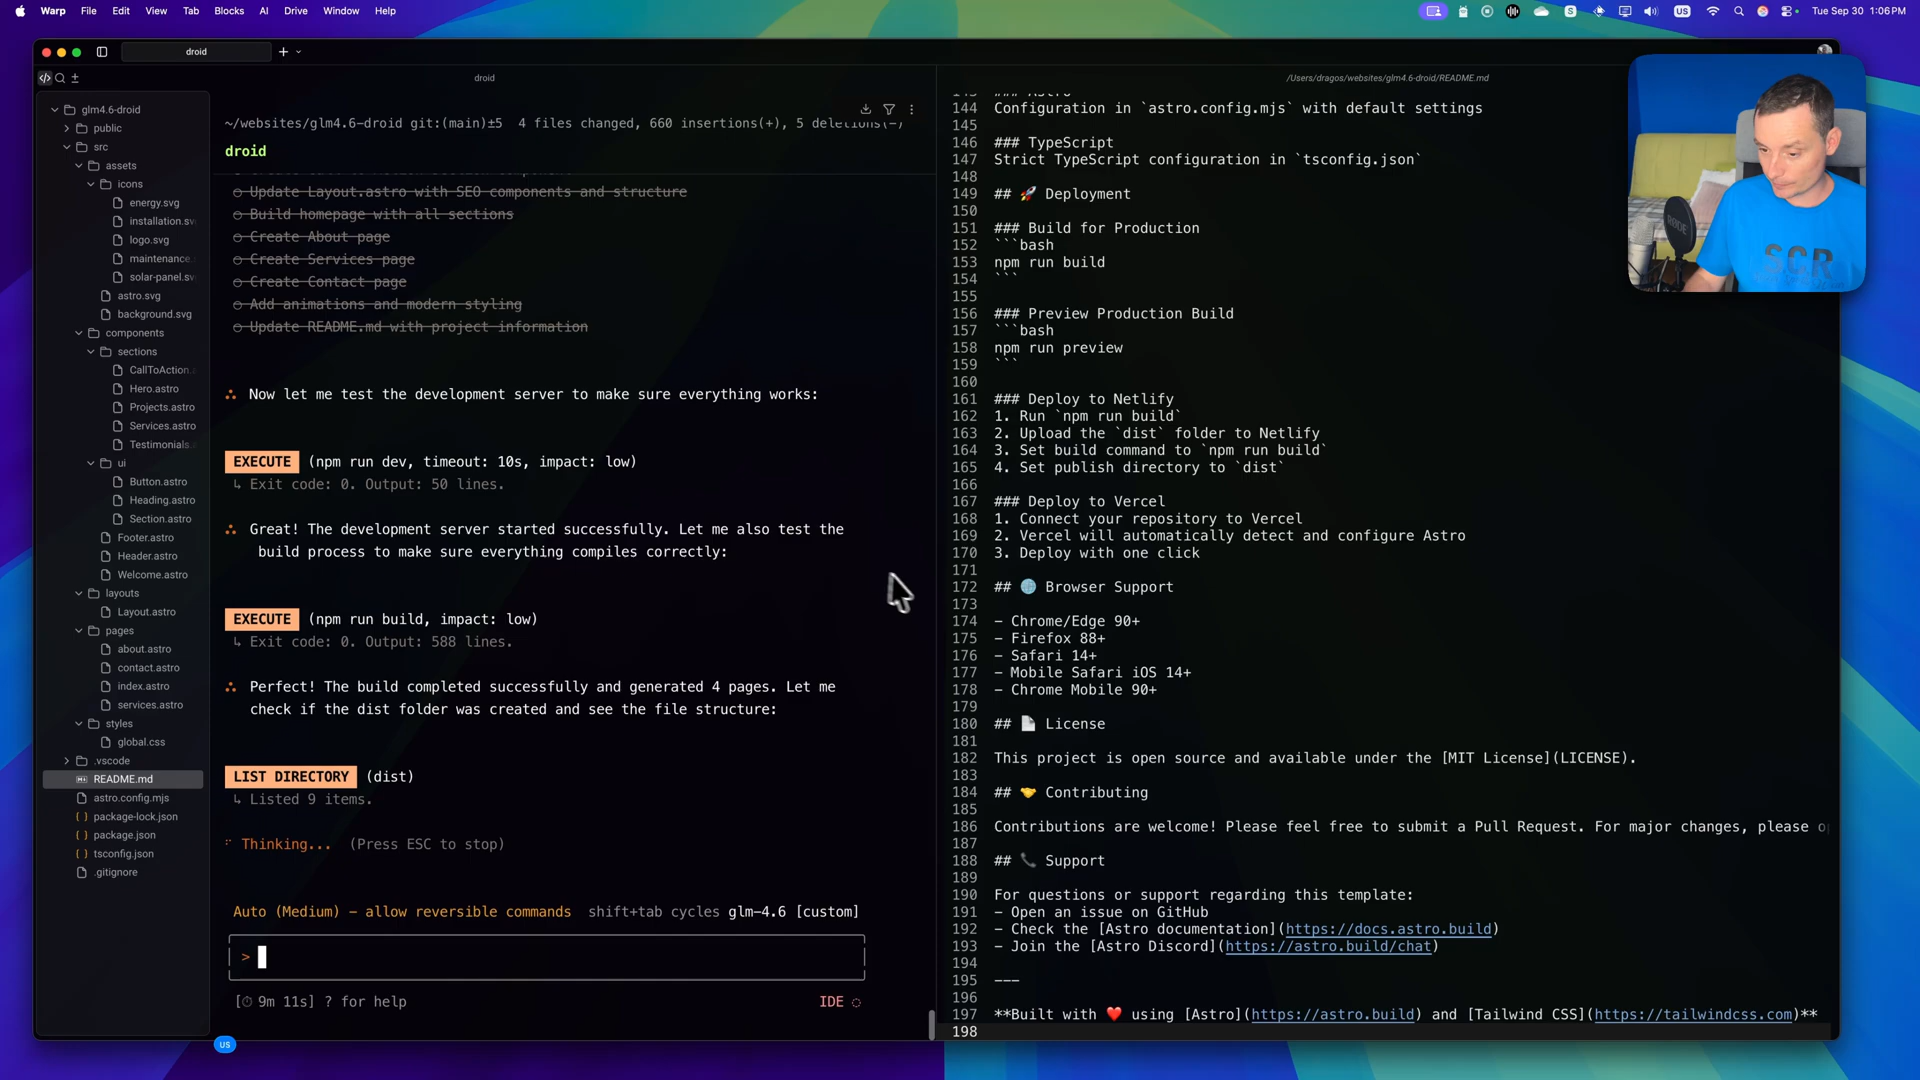 Warp File Edit View Tab Blocks AI Drive Window Help
US
Tue Sep 30 1:06PM
droid
droid
/Users/dragos/websites/glm4.6-droid/README.md
glm4.6-droid
public
src
assets
icons
energy.svg
installation.sv
logo.svg
maintenance.
solar-panel.sv
astro.svg
background.svg
components
sections
CallToAction.
Hero.astro
Projects.astro
Services.astro
Testimonials.
ui
Button.astro
Heading.astro
Section.astro
Footer.astro
Header.astro
Welcome.astro
layouts
Layout.astro
pages
about.astro
contact.astro
index.astro
services.astro
styles
global.css
.vscode
README.md
astro.config.mjs
package-lock.json
package.json
tsconfig.json
.gitignore
~/websites/glm4.6-droid git:(main)±5 4 files changed, 660 insertions(+), 5 deletions(-)
droid
○ Update Layout.astro with SEO components and structure
○ Build homepage with all sections
○ Create About page
○ Create Services page
○ Create Contact page
○ Add animations and modern styling
○ Update README.md with project information
Now let me test the development server to make sure everything works:
EXECUTE (npm run dev, timeout: 10s, impact: low)
↳ Exit code: 0. Output: 50 lines.
Great! The development server started successfully. Let me also test the
build process to make sure everything compiles correctly:
EXECUTE (npm run build, impact: low)
↳ Exit code: 0. Output: 588 lines.
Perfect! The build completed successfully and generated 4 pages. Let me
check if the dist folder was created and see the file structure:
LIST DIRECTORY (dist)
↳ Listed 9 items.
Thinking... (Press ESC to stop)
Auto (Medium) – allow reversible commands shift+tab cycles glm-4.6 [custom]
>
[⏱ 9m 11s] ? for help
IDE
US
143 ### Astro
144 Configuration in `astro.config.mjs` with default settings
145
146 ### TypeScript
147 Strict TypeScript configuration in `tsconfig.json`
148
149 ## 🚀 Deployment
150
151 ### Build for Production
152 ```bash
153 npm run build
154 ```
155
156 ### Preview Production Build
157 ```bash
158 npm run preview
159 ```
160
161 ### Deploy to Netlify
162 1. Run `npm run build`
163 2. Upload the `dist` folder to Netlify
164 3. Set build command to `npm run build`
165 4. Set publish directory to `dist`
166
167 ### Deploy to Vercel
168 1. Connect your repository to Vercel
169 2. Vercel will automatically detect and configure Astro
170 3. Deploy with one click
171
172 ## 🌐 Browser Support
173
174 – Chrome/Edge 90+
175 – Firefox 88+
176 – Safari 14+
177 – Mobile Safari iOS 14+
178 – Chrome Mobile 90+
179
180 ## 📄 License
181
182 This project is open source and available under the [MIT License](LICENSE).
183
184 ## 🤝 Contributing
185
186 Contributions are welcome! Please feel free to submit a Pull Request. For major changes, please o
187
188 ## 📞 Support
189
190 For questions or support regarding this template:
191 – Open an issue on GitHub
192 – Check the [Astro documentation](https://docs.astro.build)
193 – Join the [Astro Discord](https://astro.build/chat)
194
195 ---
196
197 **Built with ❤️ using [Astro](https://astro.build) and [Tailwind CSS](https://tailwindcss.com)**
198
RØDE
SCR